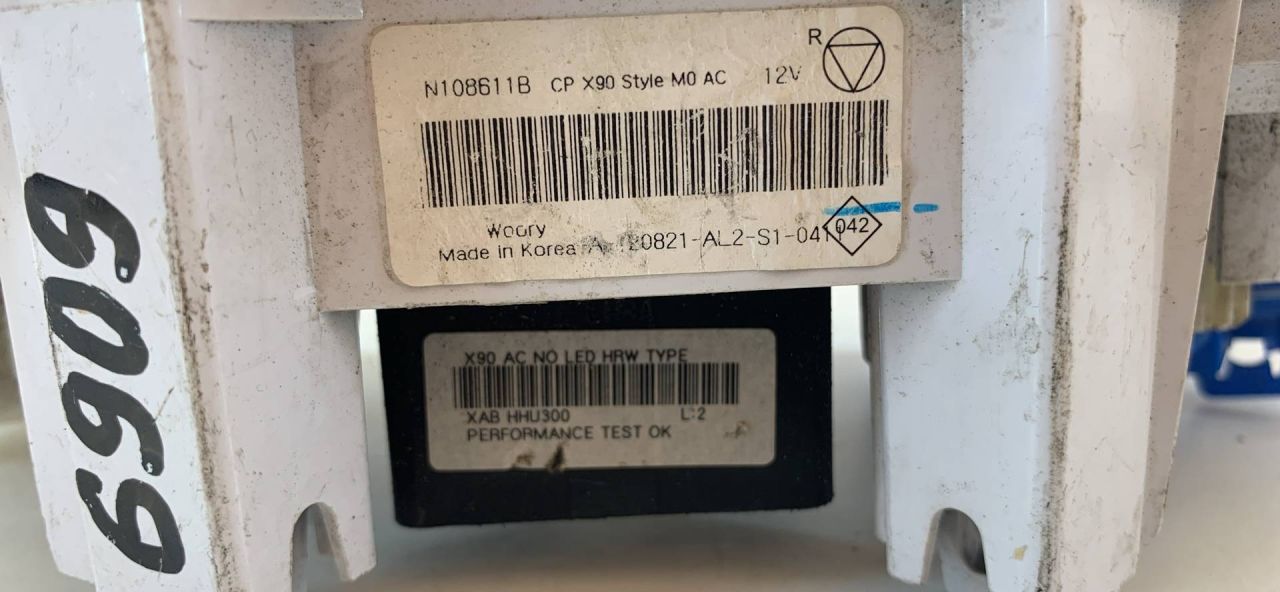 N108611B CP X90 Style M0 AC 12V R
Woory
Made in Korea 20821-AL2-S1-041
042
X90 AC NO LED HRW TYPE
XAB HHU300 L:2
PERFORMANCE TEST OK
6909